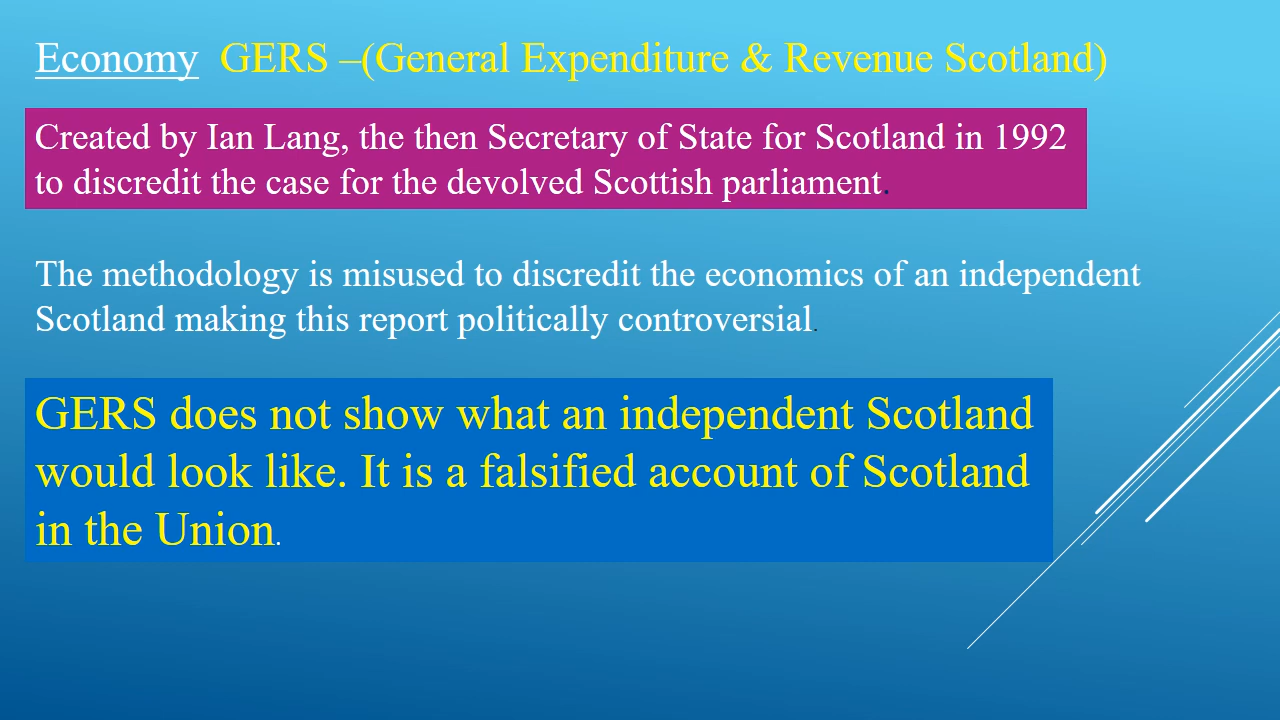 Economy GERS –(General Expenditure & Revenue Scotland)
Created by Ian Lang, the then Secretary of State for Scotland in 1992
to discredit the case for the devolved Scottish parliament.
The methodology is misused to discredit the economics of an independent
Scotland making this report politically controversial.
GERS does not show what an independent Scotland
would look like. It is a falsified account of Scotland
in the Union.